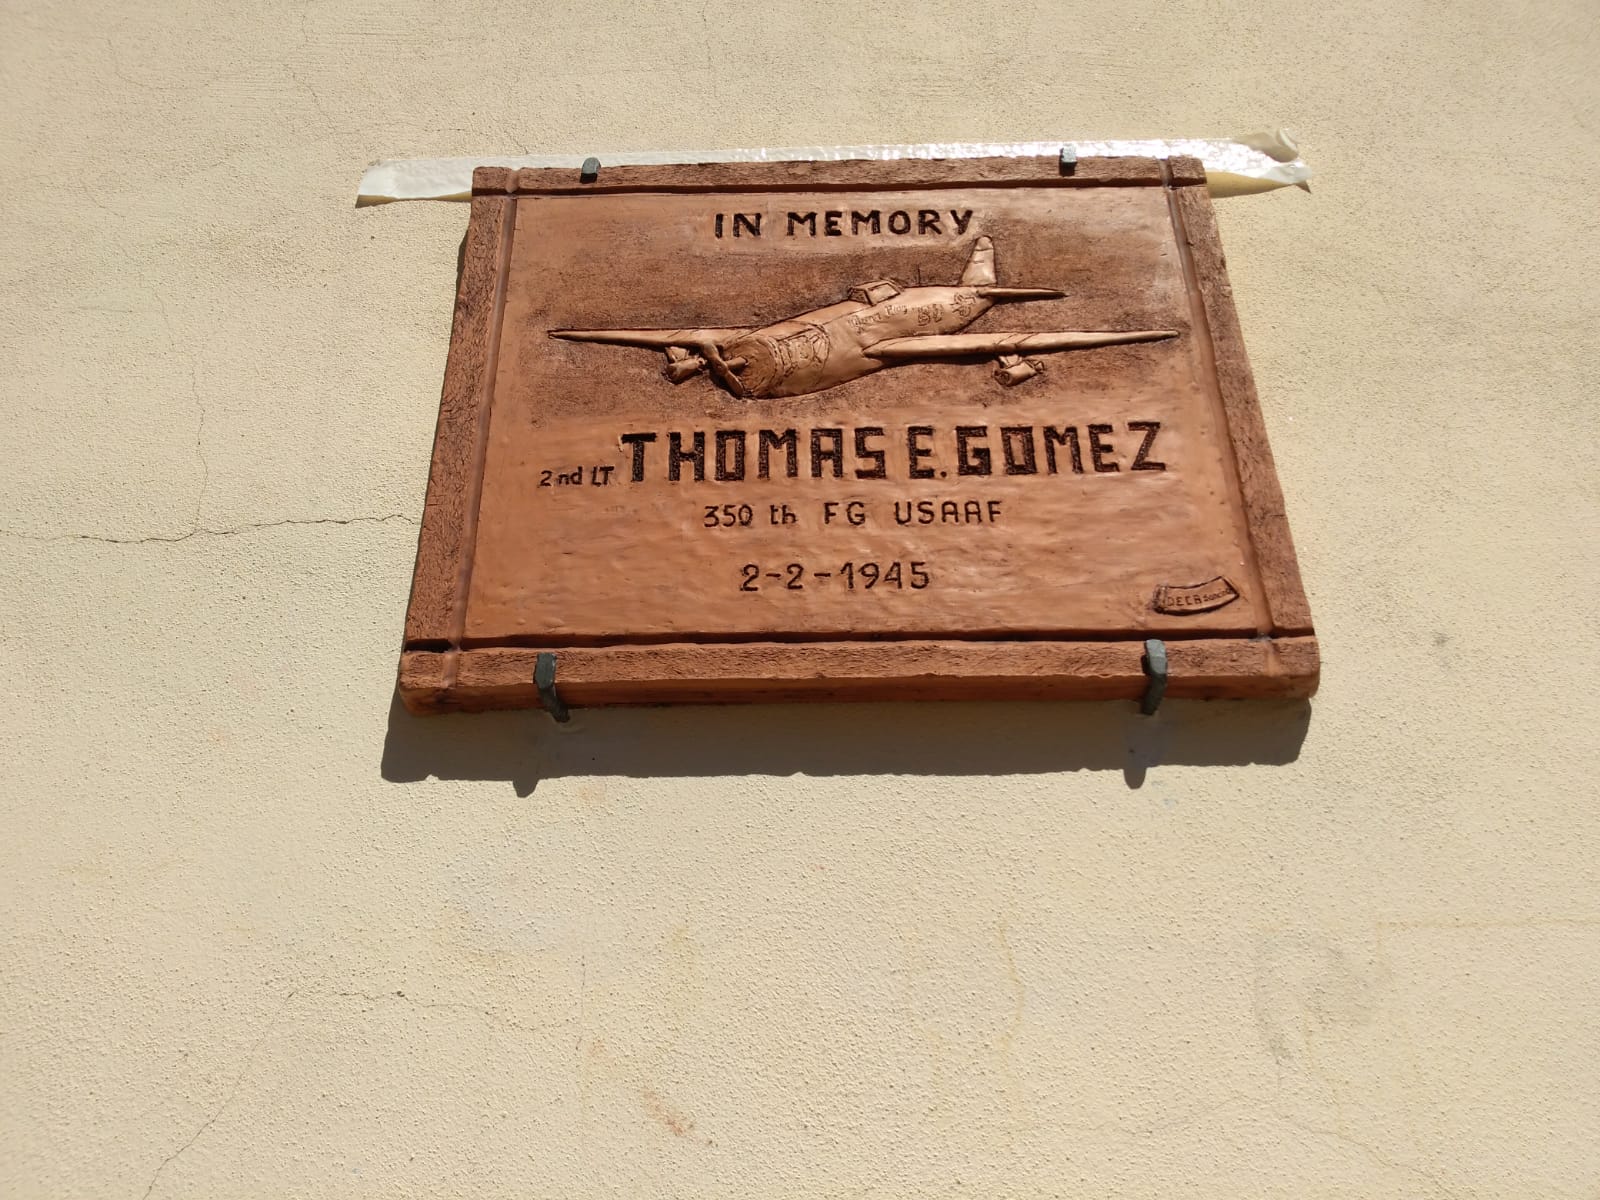 IN MEMORY
2nd LT THOMAS E. GOMEZ
350 th FG USAAF
2-2-1945